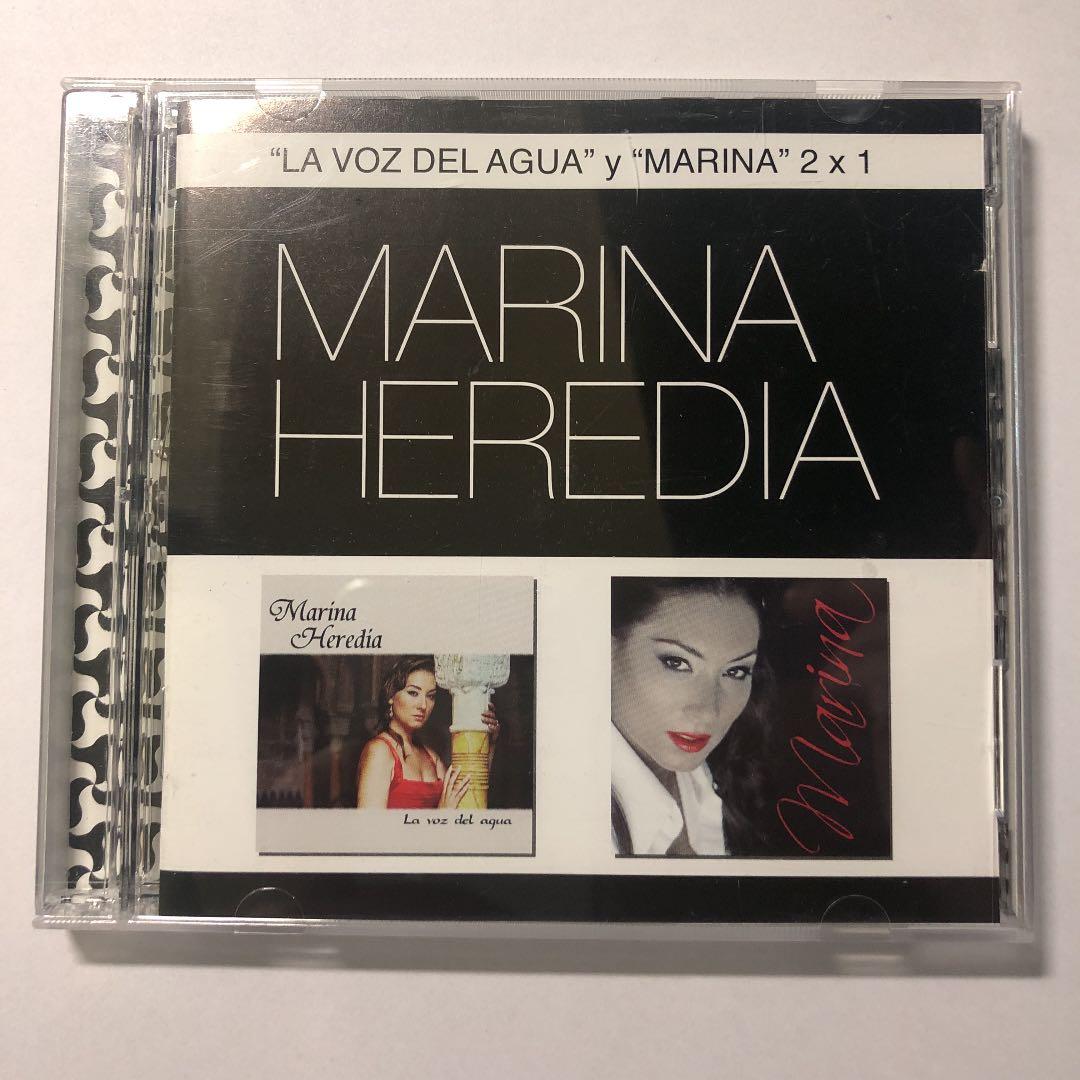 “LA VOZ DEL AGUA” y “MARINA” 2 x 1
MARINA
HEREDIA
Marina
Heredia
La voz del agua
Marina